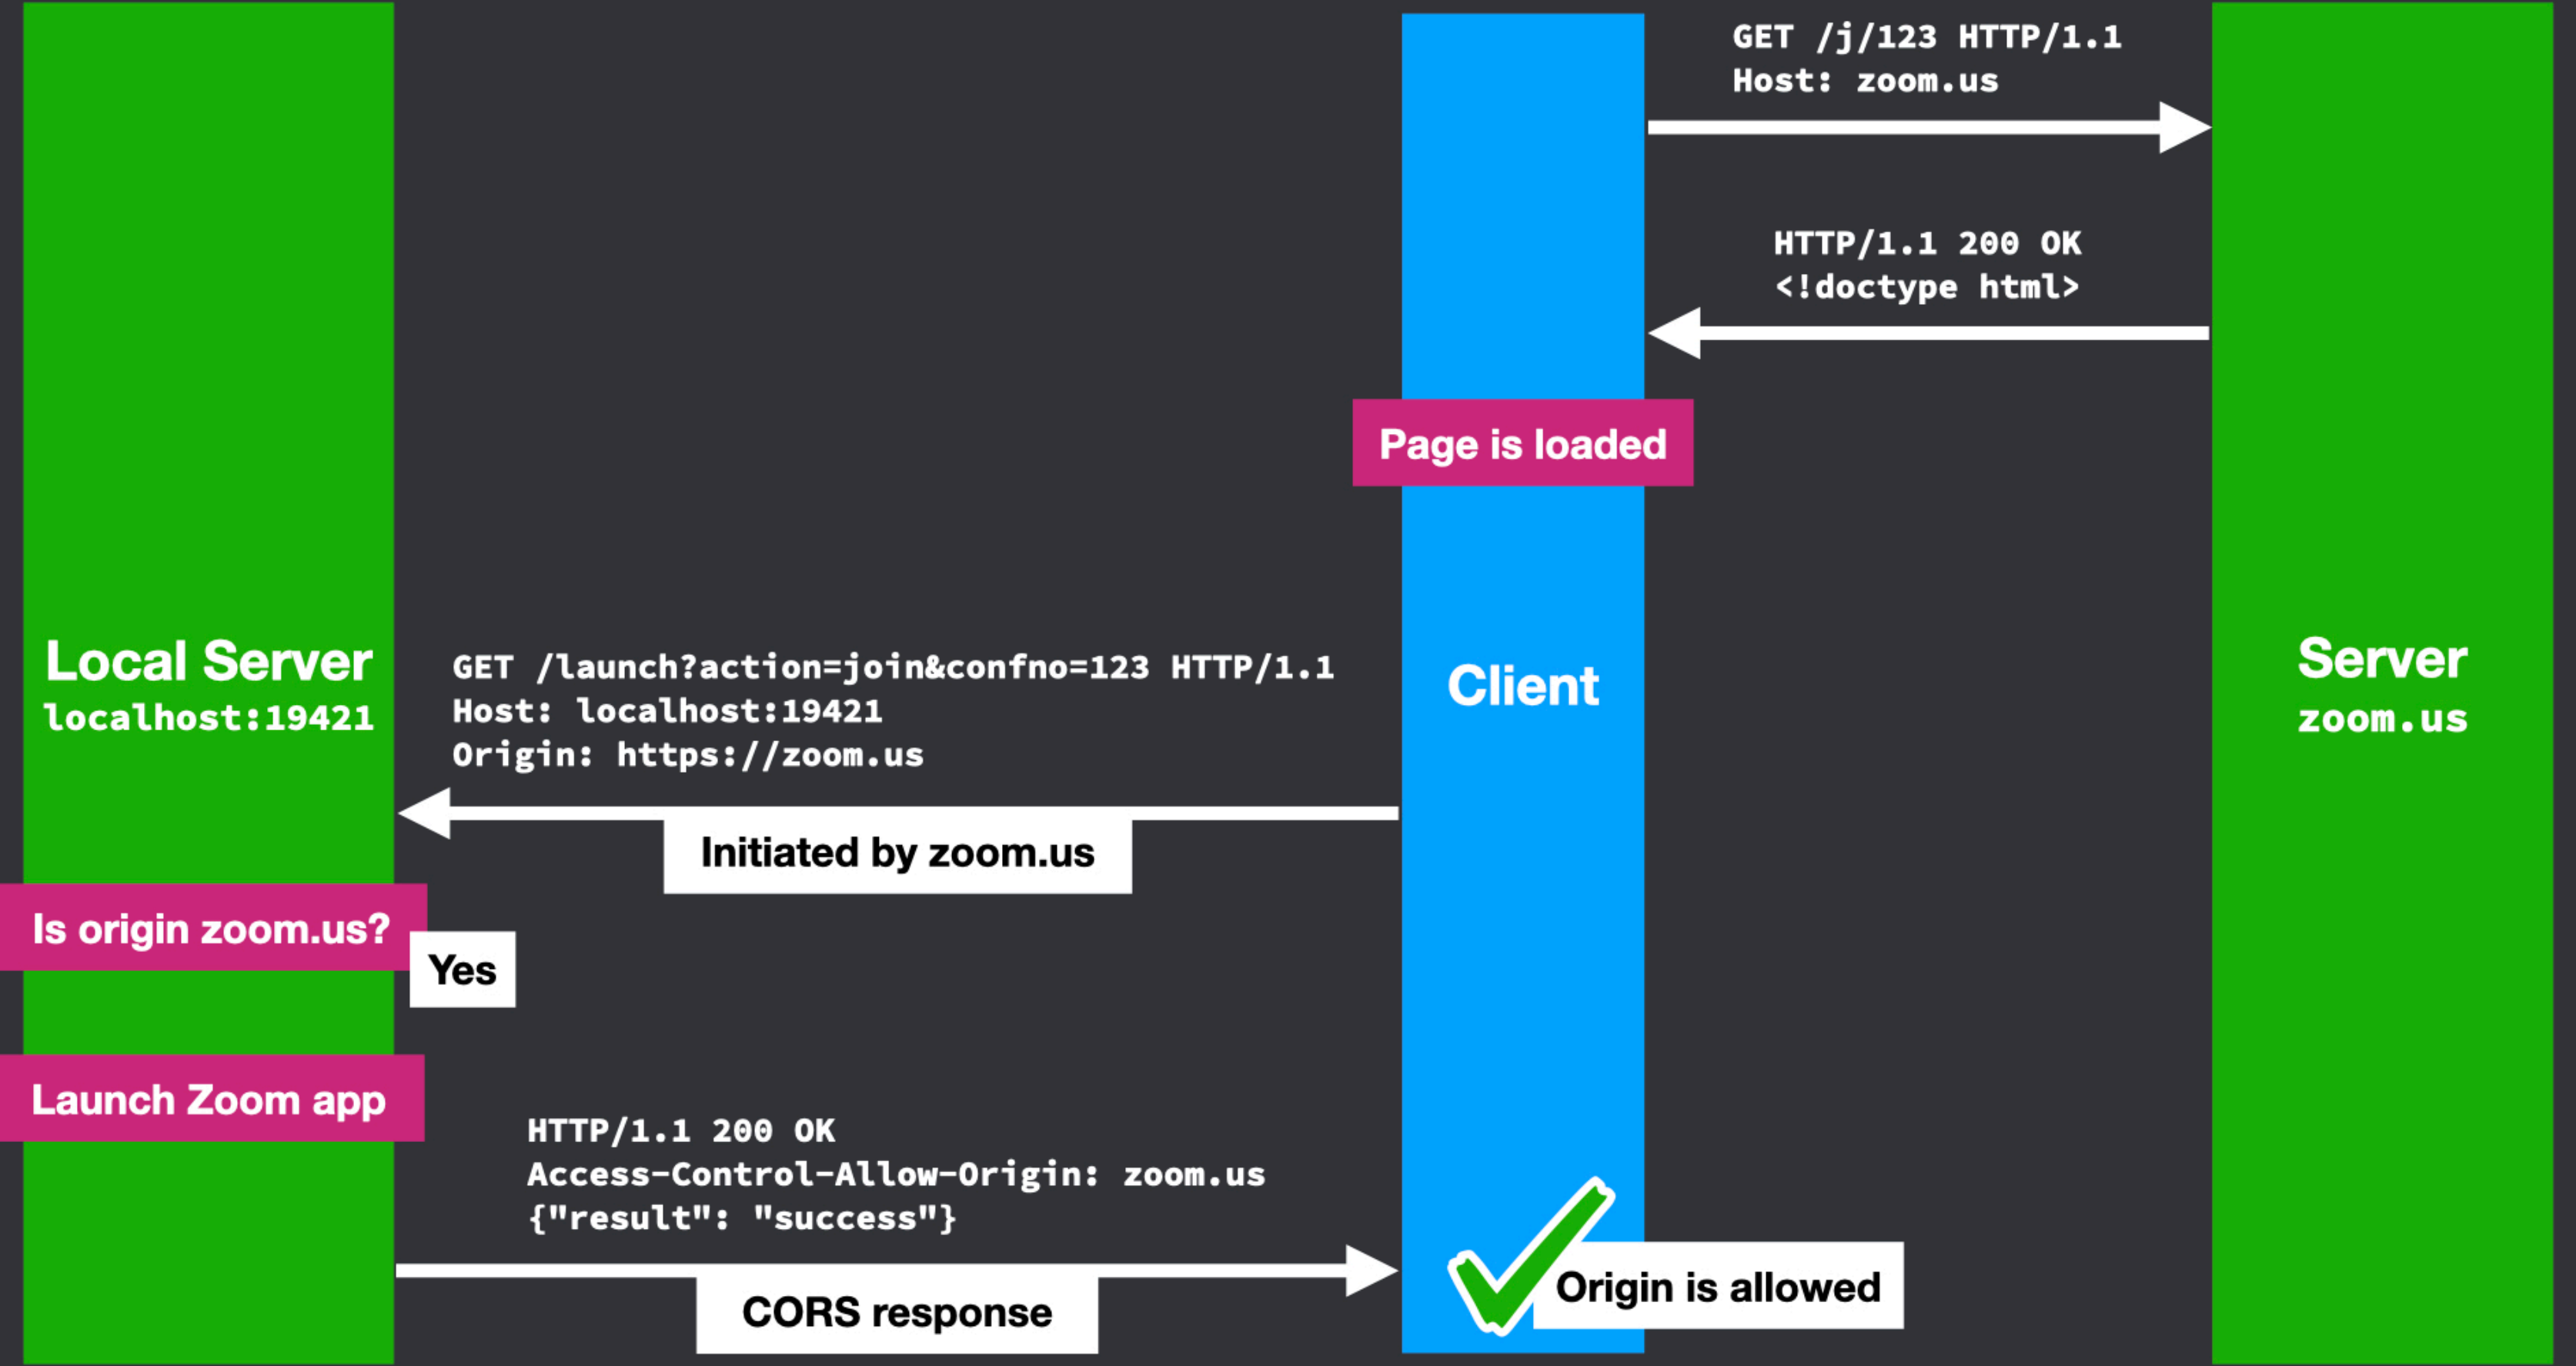 GET /j/123 HTTP/1.1
Host: zoom.us
HTTP/1.1 200 OK
<!doctype html>
Page is loaded
Local Server
localhost:19421
Client
Server
zoom.us
GET /launch?action=join&confno=123 HTTP/1.1
Host: localhost:19421
Origin: https://zoom.us
Initiated by zoom.us
Is origin zoom.us?
Yes
Launch Zoom app
HTTP/1.1 200 OK
Access-Control-Allow-Origin: zoom.us
{"result": "success"}
CORS response
Origin is allowed